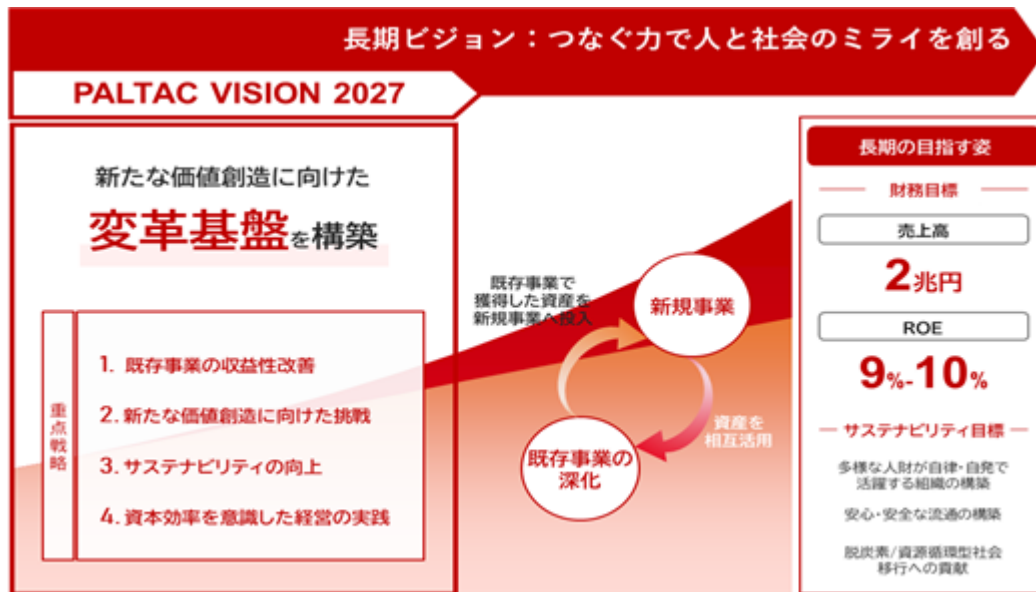 長期ビジョン：つなぐ力で人と社会のミライを創る
PALTAC VISION 2027
新たな価値創造に向けた
変革基盤を構築
重点戦略
1. 既存事業の収益性改善
2. 新たな価値創造に向けた挑戦
3. サステナビリティの向上
4. 資本効率を意識した経営の実践
既存事業で
獲得した資産を
新規事業へ投入
新規事業
資産を
相互活用
既存事業の
深化
長期の目指す姿
財務目標
売上高
2兆円
ROE
9%-10%
サステナビリティ目標
多様な人財が自律・自発で
活躍する組織の構築
安心・安全な流通の構築
脱炭素/資源循環型社会
移行への貢献